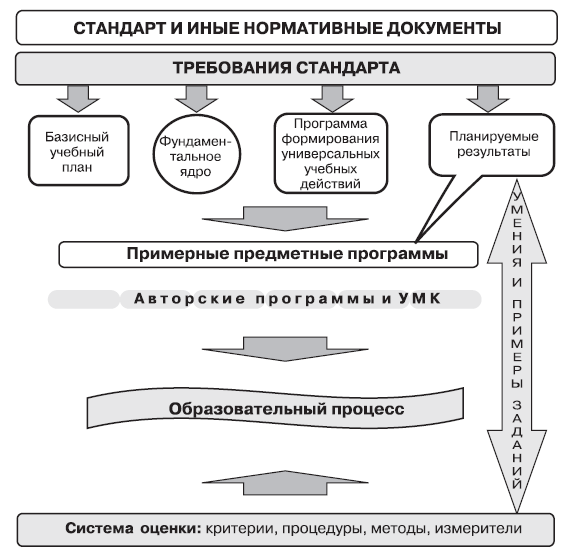 СТАНДАРТ И ИНЫЕ НОРМАТИВНЫЕ ДОКУМЕНТЫ
ТРЕБОВАНИЯ СТАНДАРТА
Базисный
учебный
план
Фундамен-
тальное
ядро
Программа
формирования
универсальных
учебных
действий
Планируемые
результаты
УМЕНИЯ И ПРИМЕРЫ ЗАДАНИЙ
Примерные предметные программы
Авторские программы и УМК
Образовательный процесс
Система оценки: критерии, процедуры, методы, измерители